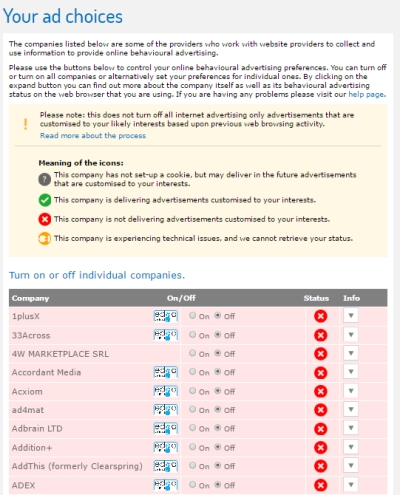 Your ad choices
The companies listed below are some of the providers who work with website providers to collect and
use information to provide online behavioural advertising.
Please use the buttons below to control your online behavioural advertising preferences. You can turn off
or turn on all companies or alternatively set your preferences for individual ones. By clicking on the
expand button you can find out more about the company itself as well as its behavioural advertising
status on the web browser that you are using. If you are having any problems please visit our help page.
! Please note: this does not turn off all internet advertising only advertisements that are
customised to your likely interests based upon previous web browsing activity.
Read more about the process
Meaning of the icons:
? This company has not set-up a cookie, but may deliver in the future advertisements
that are customised to your interests.
This company is delivering advertisements customised to your interests.
This company is not delivering advertisements customised to your interests.
This company is experiencing technical issues, and we cannot retrieve your status.
Turn on or off individual companies.
Company On/Off Status Info
1plusX edaa On Off
33Across edaa On Off
4W MARKETPLACE SRL On Off
Accordant Media edaa On Off
Acxiom edaa On Off
ad4mat edaa On Off
Adbrain LTD edaa On Off
Addition+ edaa On Off
AddThis (formerly Clearspring) edaa On Off
ADEX edaa On Off